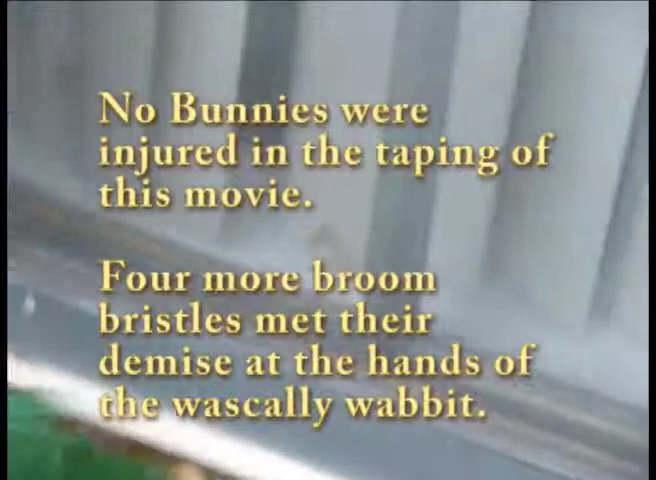 No Bunnies were
injured in the taping of
this movie.
Four more broom
bristles met their
demise at the hands of
the wascally wabbit.